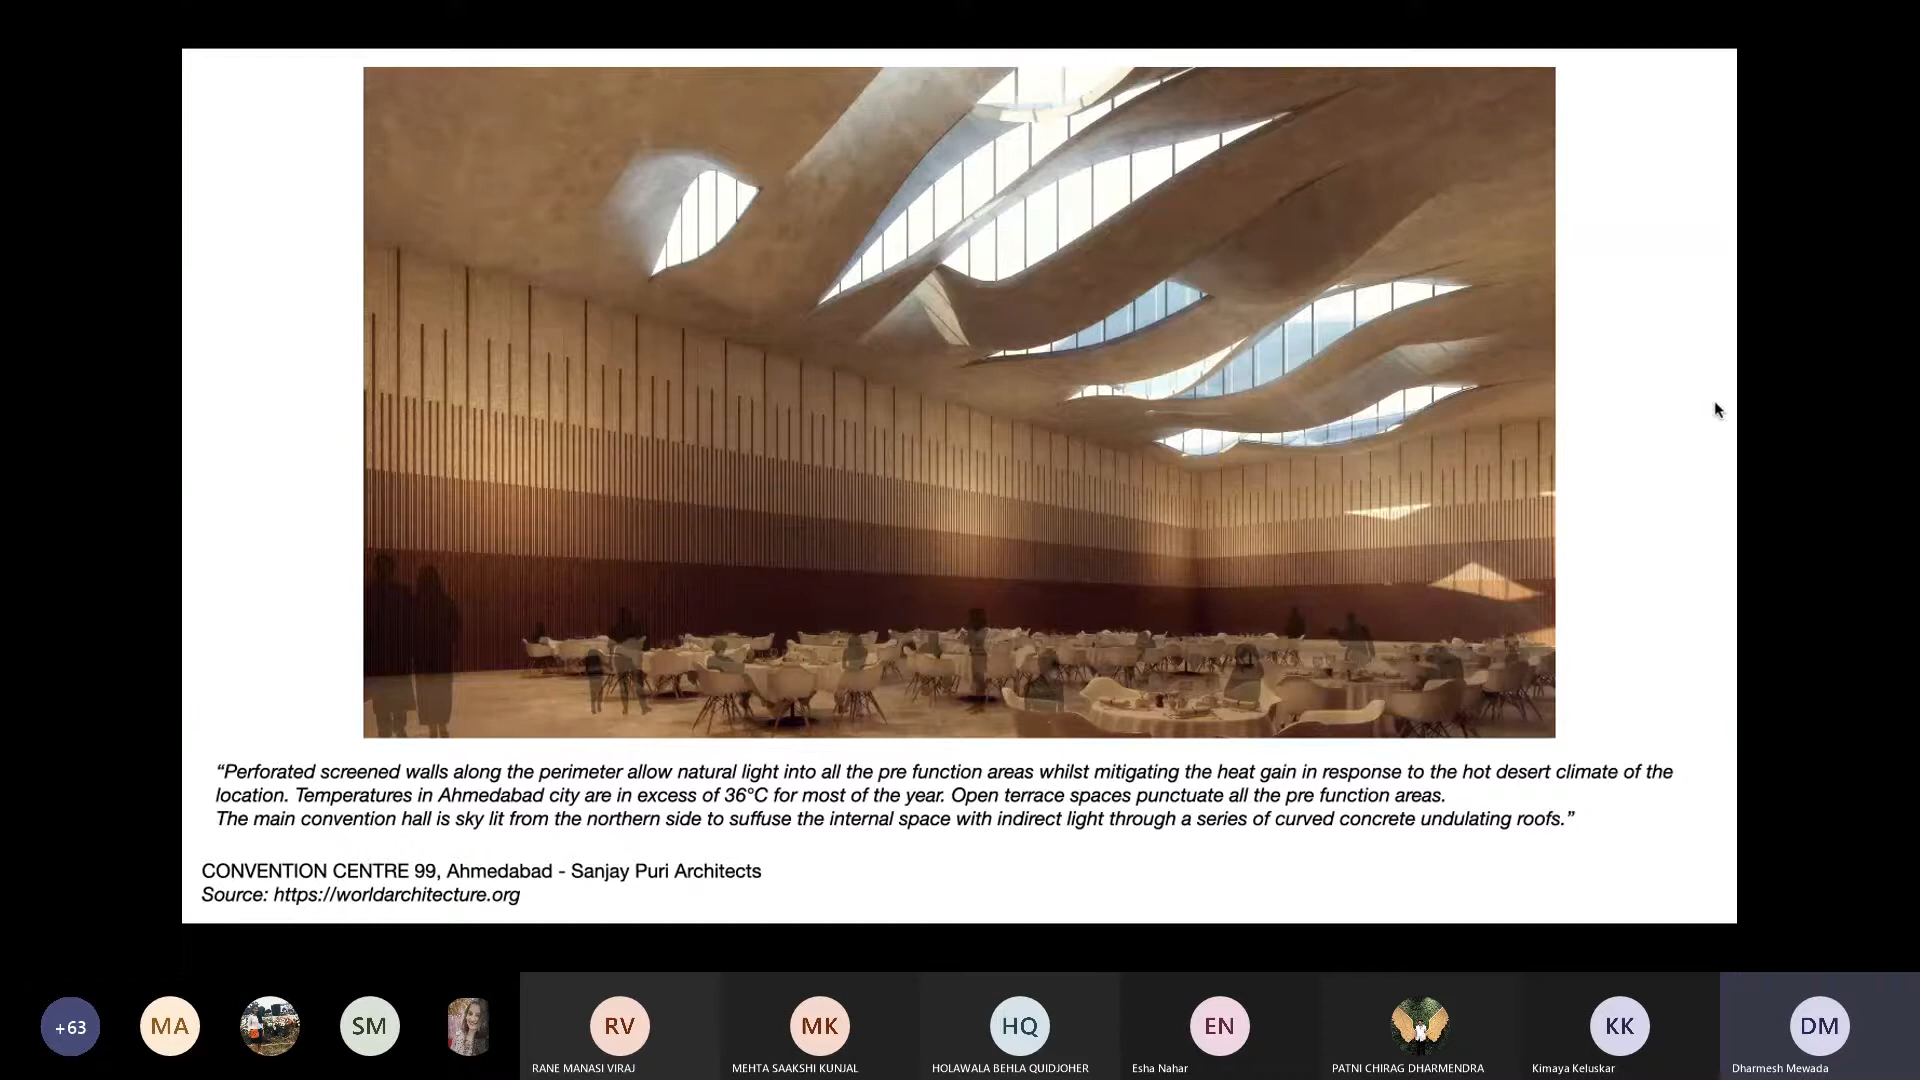 “Perforated screened walls along the perimeter allow natural light into all the pre function areas whilst mitigating the heat gain in response to the hot desert climate of the
location. Temperatures in Ahmedabad city are in excess of 36°C for most of the year. Open terrace spaces punctuate all the pre function areas.
The main convention hall is sky lit from the northern side to suffuse the internal space with indirect light through a series of curved concrete undulating roofs.”
CONVENTION CENTRE 99, Ahmedabad - Sanjay Puri Architects
Source: https://worldarchitecture.org
+63
MA
SM
RV
MK
HQ
EN
KK
DM
RANE MANASI VIRAJ
MEHTA SAAKSHI KUNJAL
HOLAWALA BEHLA QUIDJOHER
Esha Nahar
PATNI CHIRAG DHARMENDRA
Kimaya Keluskar
Dharmesh Mewada